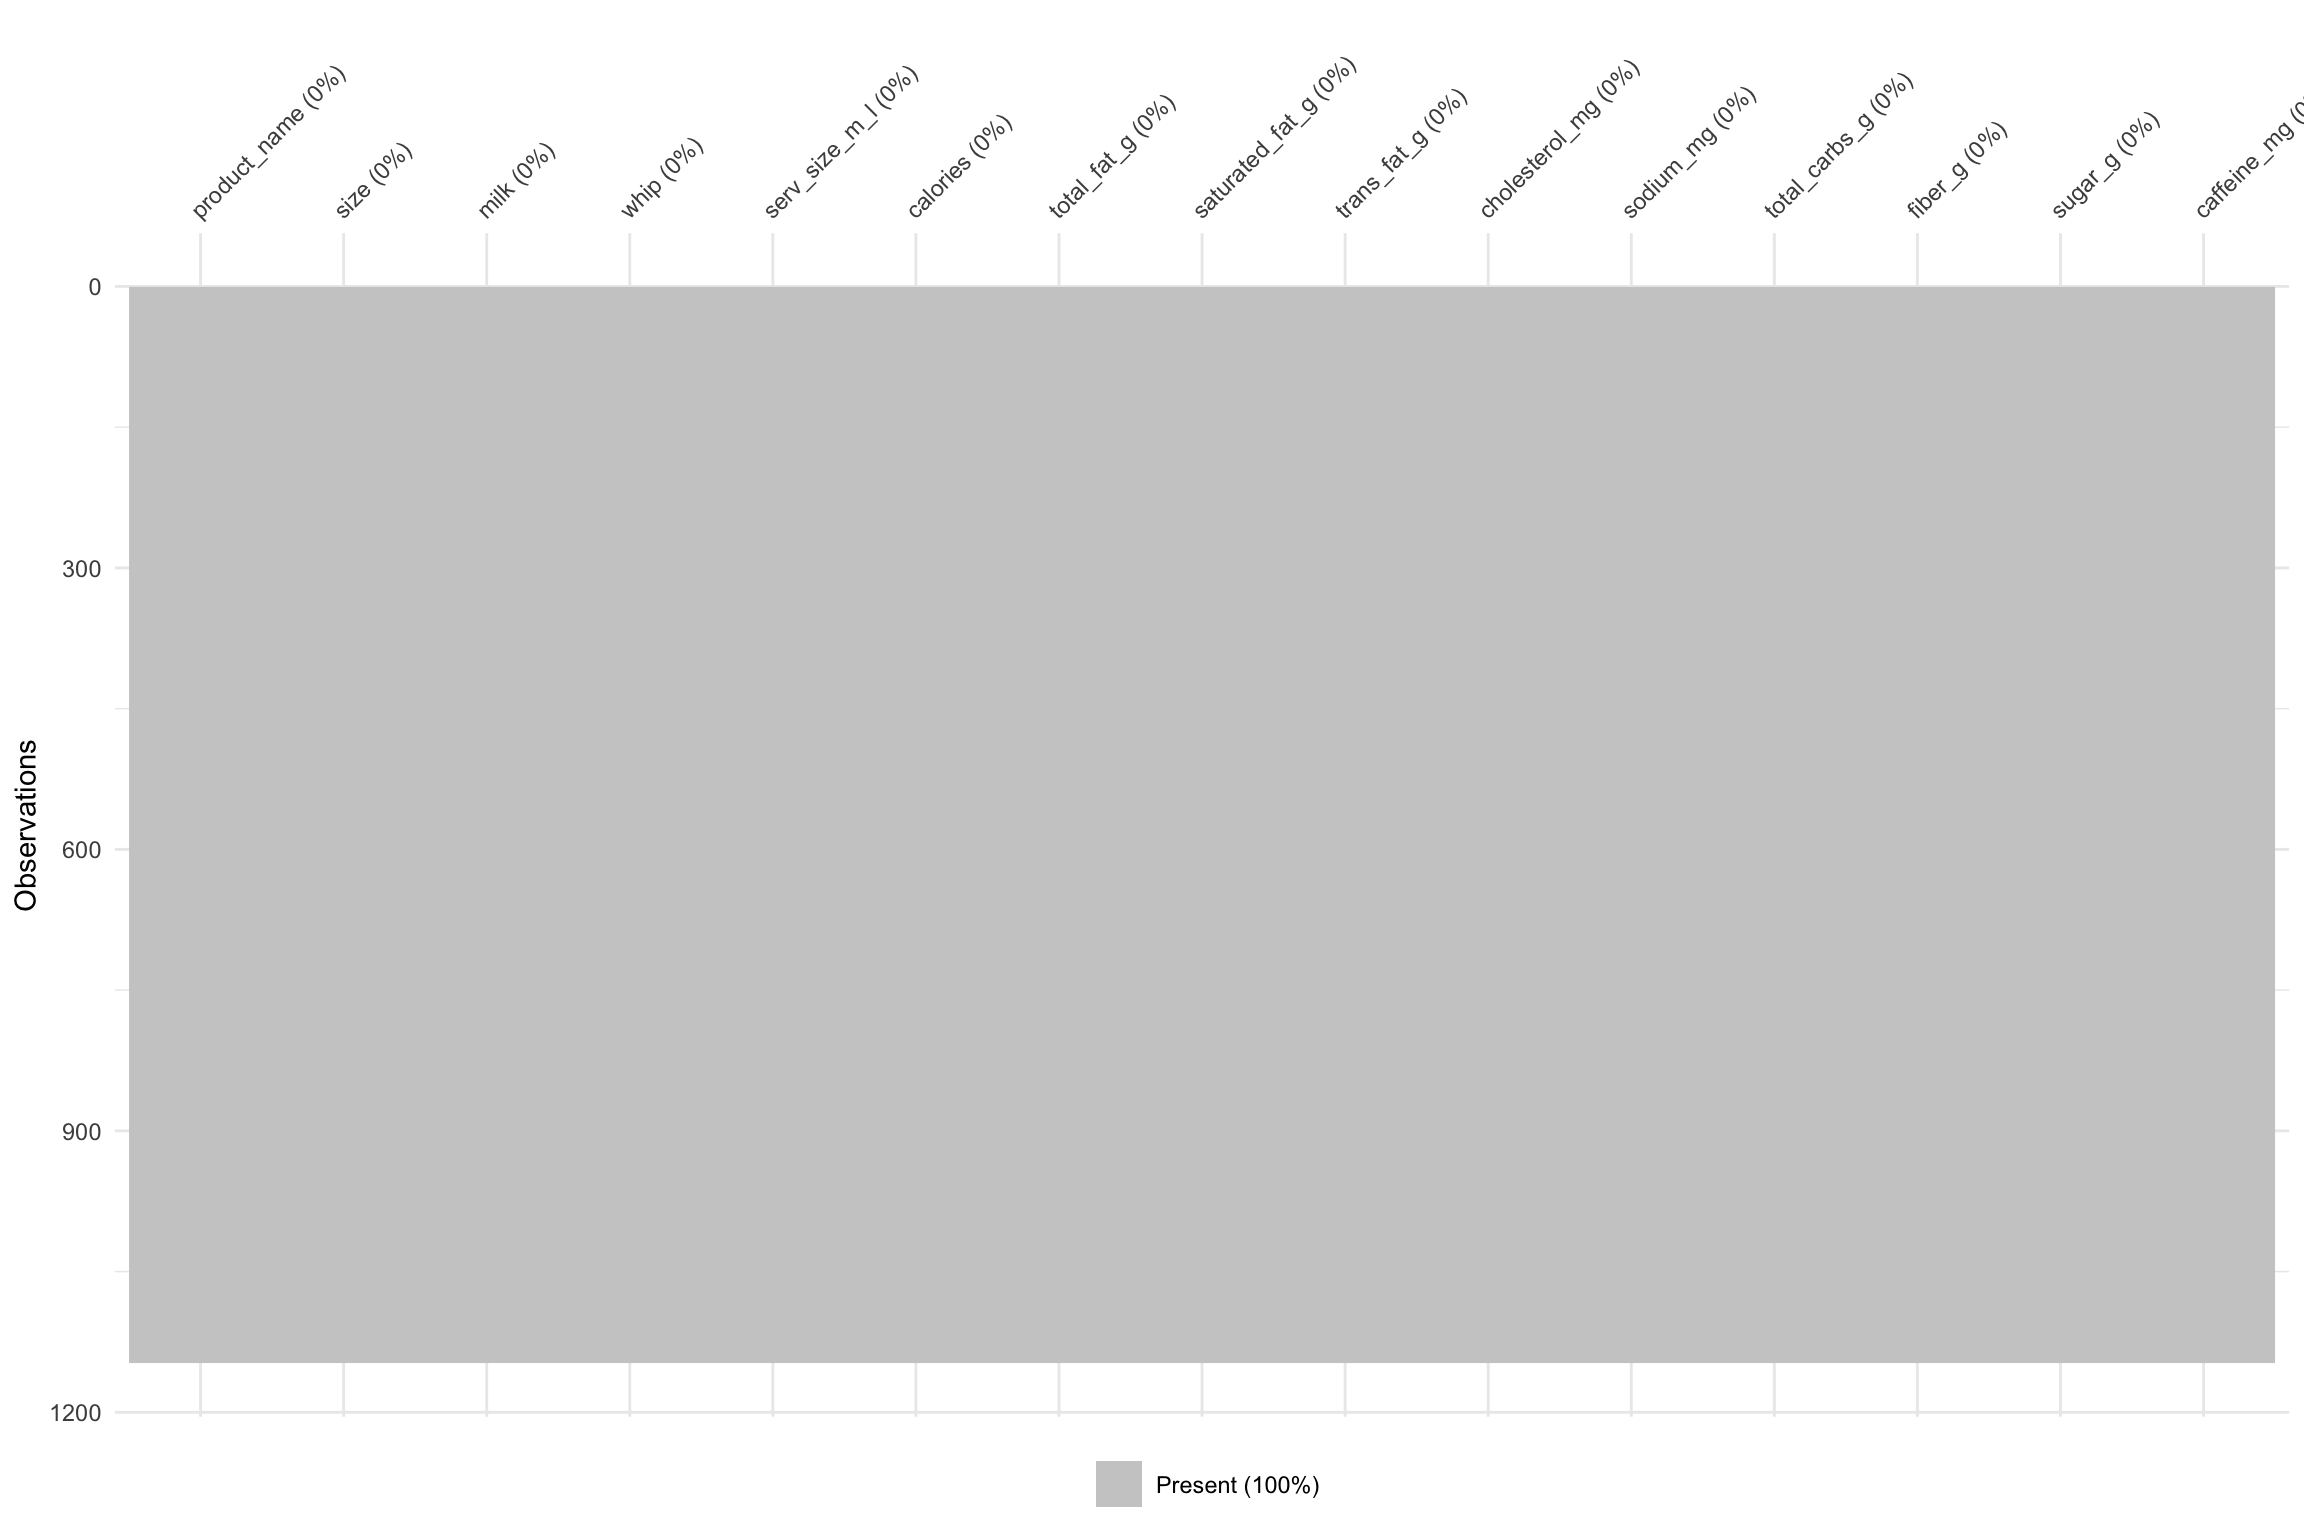 product_name (0%)
size (0%)
milk (0%)
whip (0%)
serv_size_m_l (0%)
calories (0%)
total_fat_g (0%)
saturated_fat_g (0%)
trans_fat_g (0%)
cholesterol_mg (0%)
sodium_mg (0%)
total_carbs_g (0%)
fiber_g (0%)
sugar_g (0%)
caffeine_mg (0
0
300
600
900
1200
Observations
Present (100%)